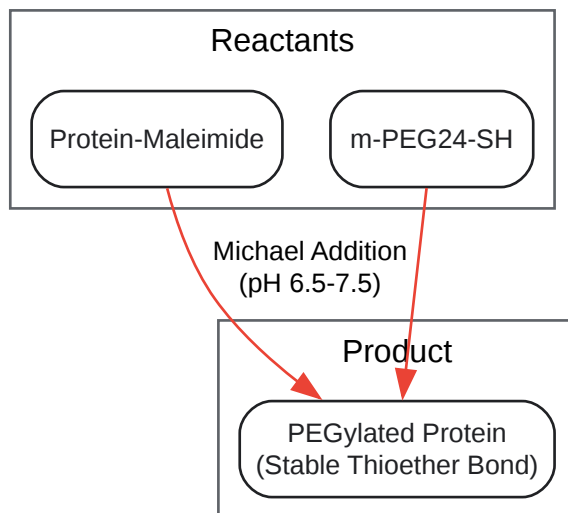 Reactants
Protein-Maleimide
m-PEG24-SH
Michael Addition
(pH 6.5-7.5)
Product
PEGylated Protein
(Stable Thioether Bond)